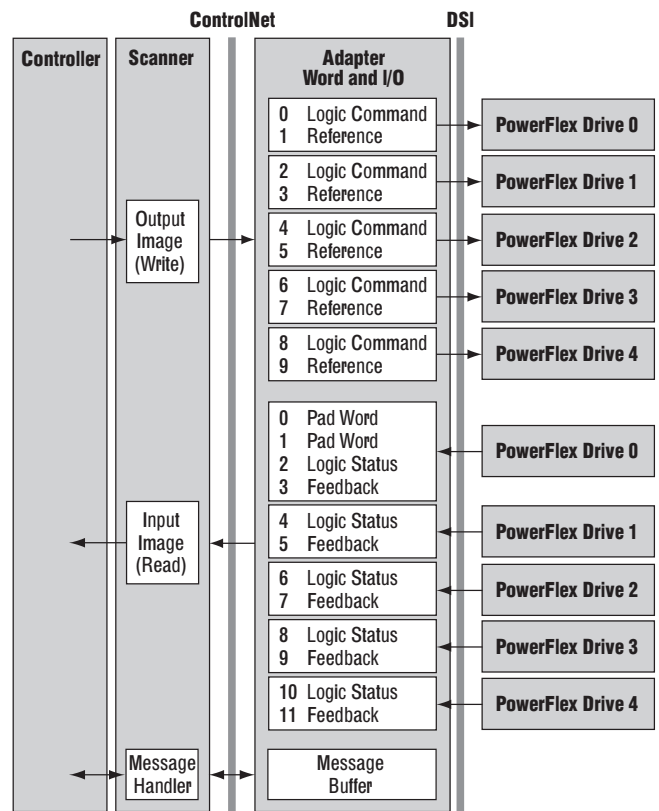 ControlNet
DSI
Controller
Scanner
Adapter
Word and I/O
0 Logic Command
1 Reference
PowerFlex Drive 0
2 Logic Command
3 Reference
PowerFlex Drive 1
Output
Image
(Write)
4 Logic Command
5 Reference
PowerFlex Drive 2
6 Logic Command
7 Reference
PowerFlex Drive 3
8 Logic Command
9 Reference
PowerFlex Drive 4
0 Pad Word
1 Pad Word
2 Logic Status
3 Feedback
PowerFlex Drive 0
Input
Image
(Read)
4 Logic Status
5 Feedback
PowerFlex Drive 1
6 Logic Status
7 Feedback
PowerFlex Drive 2
8 Logic Status
9 Feedback
PowerFlex Drive 3
10 Logic Status
11 Feedback
PowerFlex Drive 4
Message
Handler
Message
Buffer